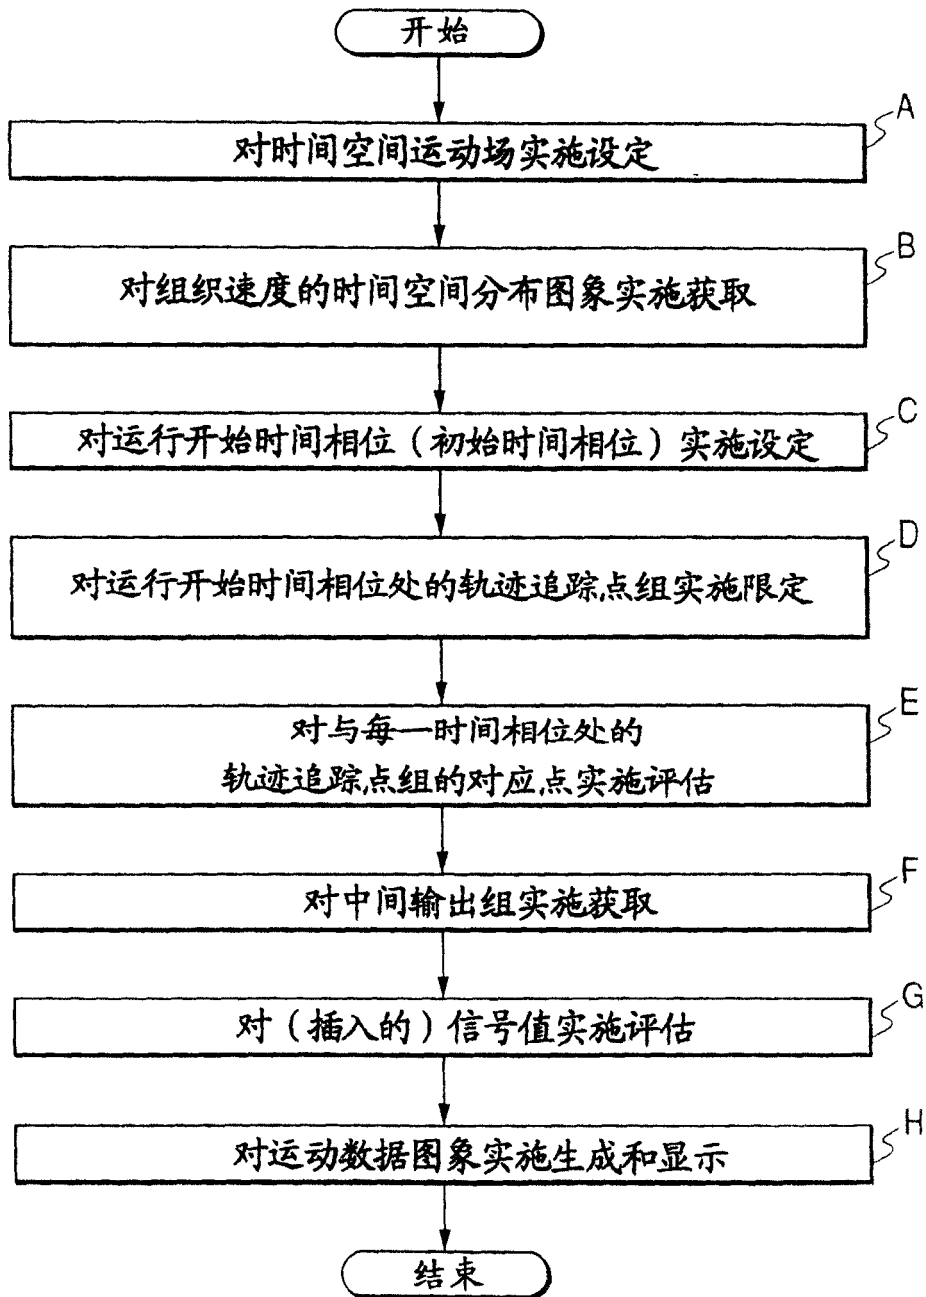 开始
A
对时间空间运动场实施设定
B
对组织速度的时间空间分布图象实施获取
C
对运行开始时间相位（初始时间相位）实施设定
D
对运行开始时间相位处的轨迹追踪点组实施限定
E
对与每一时间相位处的
轨迹追踪点组的对应点实施评估
F
对中间输出组实施获取
G
对（插入的）信号值实施评估
H
对运动数据图象实施生成和显示
结束